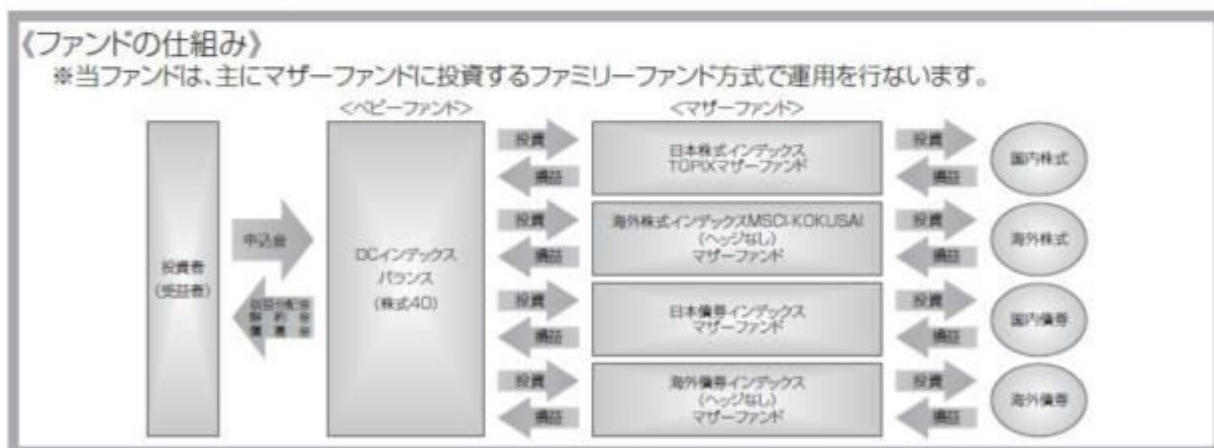 《ファンドの仕組み》
※当ファンドは、主にマザーファンドに投資するファミリーファンド方式で運用を行ないます。
<ベビーファンド>
<マザーファンド>
投資者
(受益者)
申込金
収益分配金
解約金
償還金
DCインデックス
バランス
(株式40)
投資
損益
日本株式インデックス
TOPIXマザーファンド
投資
損益
国内株式
投資
損益
海外株式インデックスMSCI-KOKUSAI
(ヘッジなし)
マザーファンド
投資
損益
海外株式
投資
損益
日本債券インデックス
マザーファンド
投資
損益
国内債券
投資
損益
海外債券インデックス
(ヘッジなし)
マザーファンド
投資
損益
海外債券